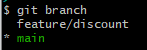 $ git branch
  feature/discount
* main